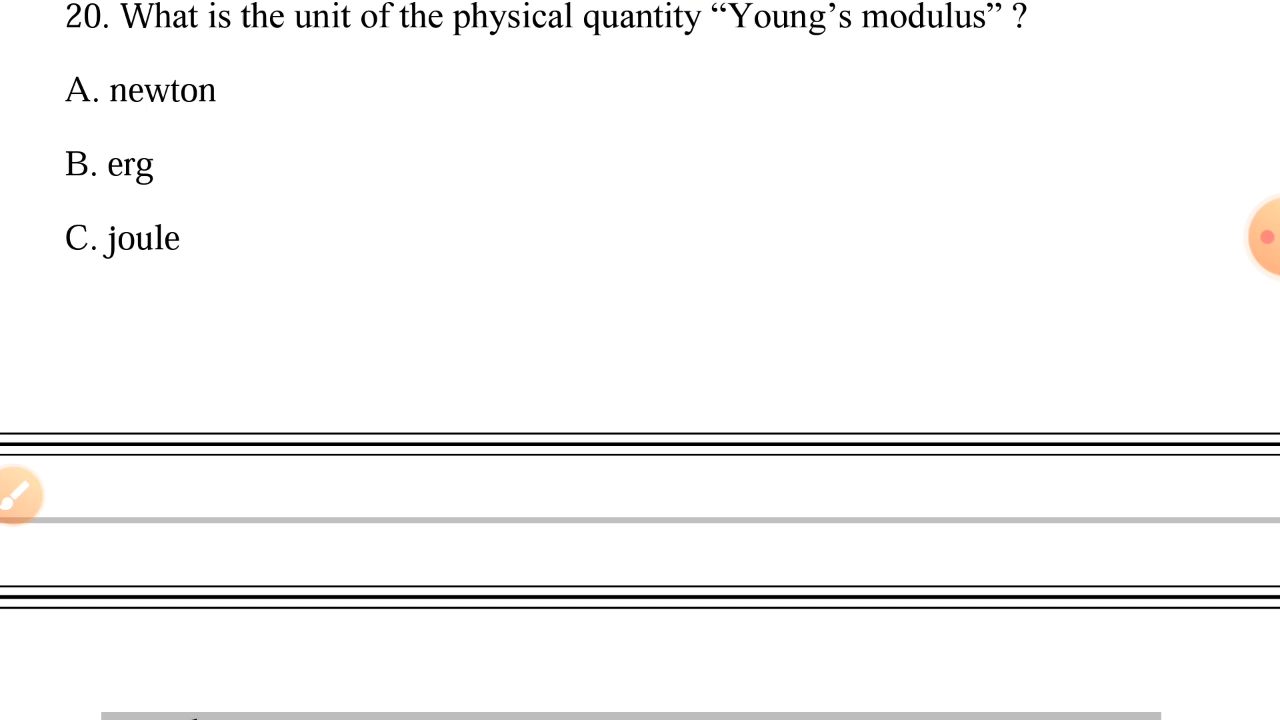 20. What is the unit of the physical quantity “Young’s modulus” ?
A. newton
B. erg
C. joule